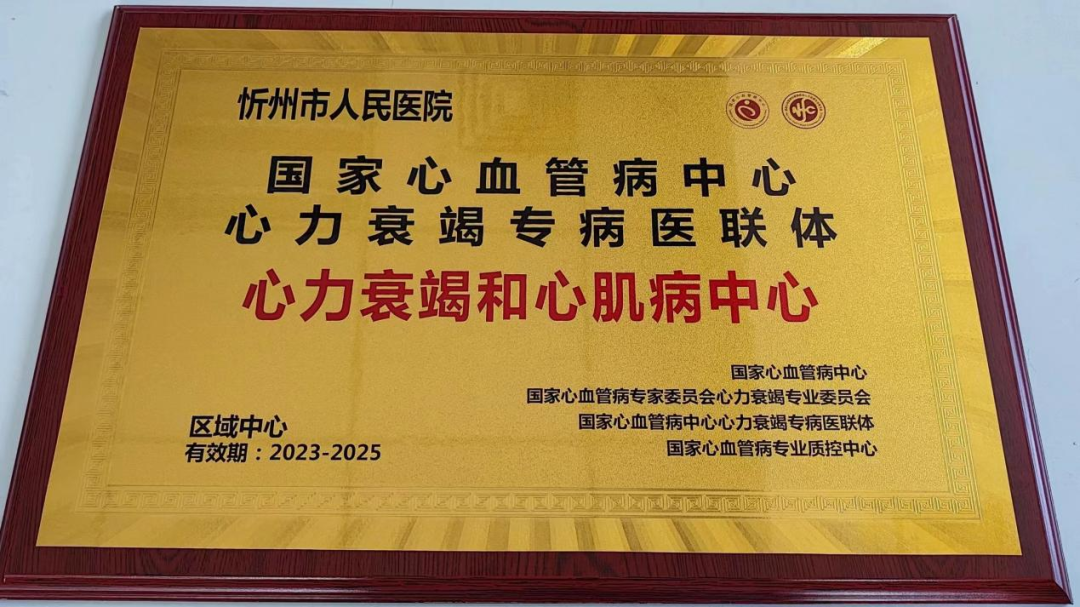 忻州市人民医院
国家心血管病中心
心力衰竭专病医联体
心力衰竭和心肌病中心
国家心血管病中心
国家心血管病专家委员会心力衰竭专业委员会
国家心血管病中心心力衰竭专病医联体
国家心血管病专业质控中心
区域中心
有效期：2023-2025